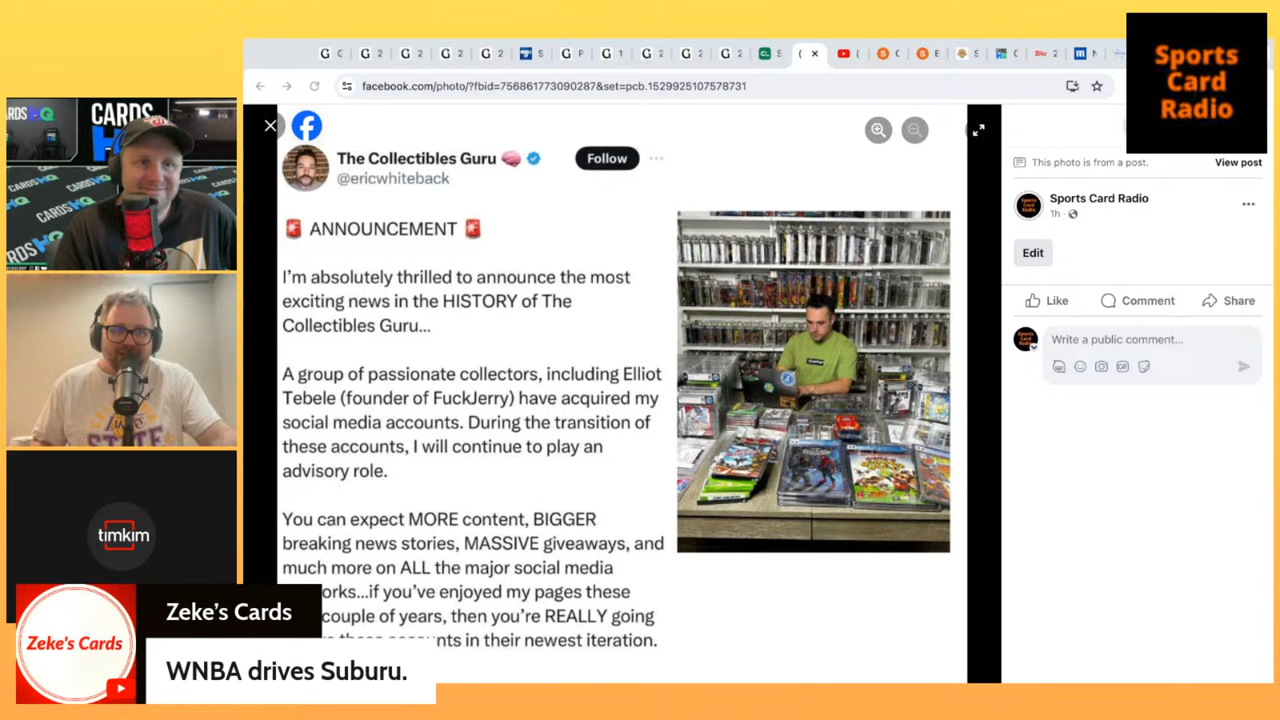 Sports
Card
Radio
facebook.com/photo/?fbid=756861773090287&set=pcb.1529925107578731
CARDS
HQ
CARDS HQ
The Collectibles Guru
@ericwhiteback
Follow
ANNOUNCEMENT
I'm absolutely thrilled to announce the most
exciting news in the HISTORY of The
Collectibles Guru...
A group of passionate collectors, including Elliot
Tebele (founder of FuckJerry) have acquired my
social media accounts. During the transition of
these accounts, I will continue to play an
advisory role.
You can expect MORE content, BIGGER
breaking news stories, MASSIVE giveaways, and
much more on ALL the major social media
orks...if you've enjoyed my pages these
couple of years, then you're REALLY going
nts in their newest iteration.
This photo is from a post.
View post
Sports Card Radio
1h
Edit
Like
Comment
Share
Write a public comment...
timkim
Zeke's Cards
Zeke's Cards
WNBA drives Suburu.